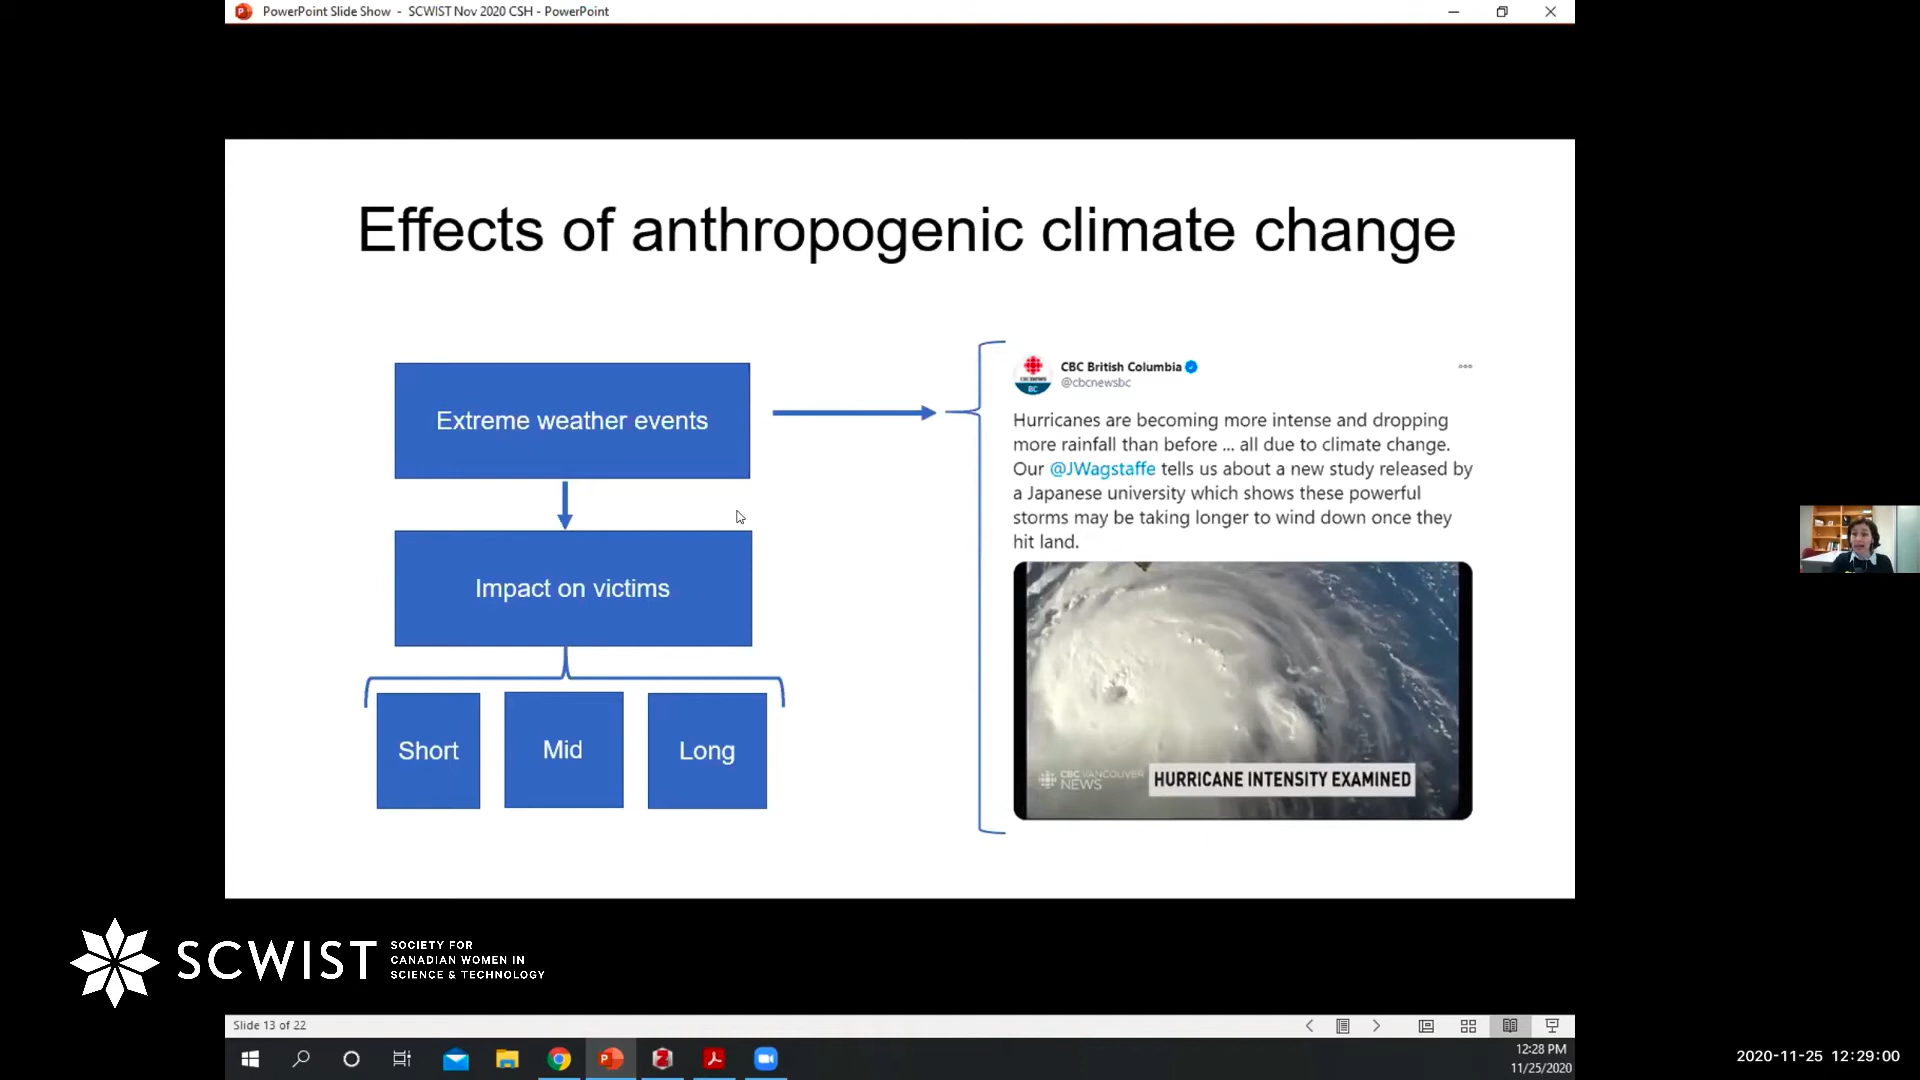 PowerPoint Slide Show - SCWIST Nov 2020 CSH - PowerPoint
Effects of anthropogenic climate change
Extreme weather events
Impact on victims
Short
Mid
Long
CBC British Columbia
@cbcnewsbc
Hurricanes are becoming more intense and dropping
more rainfall than before ... all due to climate change.
Our @JWagstaffe tells us about a new study released by
a Japanese university which shows these powerful
storms may be taking longer to wind down once they
hit land.
CBC VANCOUVER
NEWS
HURRICANE INTENSITY EXAMINED
SCWIST
SOCIETY FOR
CANADIAN WOMEN IN
SCIENCE & TECHNOLOGY
Slide 13 of 22
12:28 PM
11/25/2020
2020-11-25 12:29:00